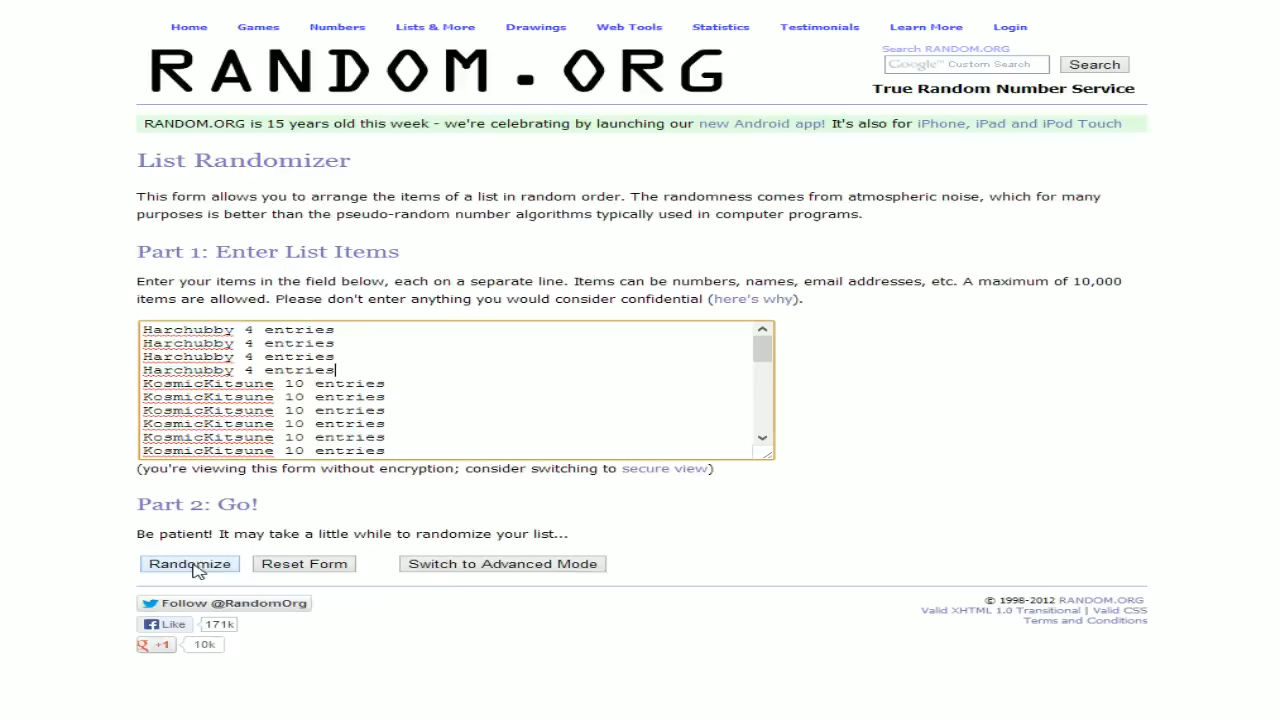 Home Games Numbers Lists & More Drawings Web Tools Statistics Testimonials Learn More Login
RANDOM.ORG
Search RANDOM.ORG
Google™ Custom Search Search
True Random Number Service
RANDOM.ORG is 15 years old this week - we're celebrating by launching our new Android app! It's also for iPhone, iPad and iPod Touch
List Randomizer
This form allows you to arrange the items of a list in random order. The randomness comes from atmospheric noise, which for many
purposes is better than the pseudo-random number algorithms typically used in computer programs.
Part 1: Enter List Items
Enter your items in the field below, each on a separate line. Items can be numbers, names, email addresses, etc. A maximum of 10,000
items are allowed. Please don't enter anything you would consider confidential (here's why).
Harchubby 4 entries
Harchubby 4 entries
Harchubby 4 entries
Harchubby 4 entries
KosmicKitsune 10 entries
KosmicKitsune 10 entries
KosmicKitsune 10 entries
KosmicKitsune 10 entries
KosmicKitsune 10 entries
KosmicKitsune 10 entries
(you're viewing this form without encryption; consider switching to secure view)
Part 2: Go!
Be patient! It may take a little while to randomize your list...
Randomize Reset Form Switch to Advanced Mode
Follow @RandomOrg
Like 171k
+1 10k
© 1998-2012 RANDOM.ORG
Valid XHTML 1.0 Transitional | Valid CSS
Terms and Conditions